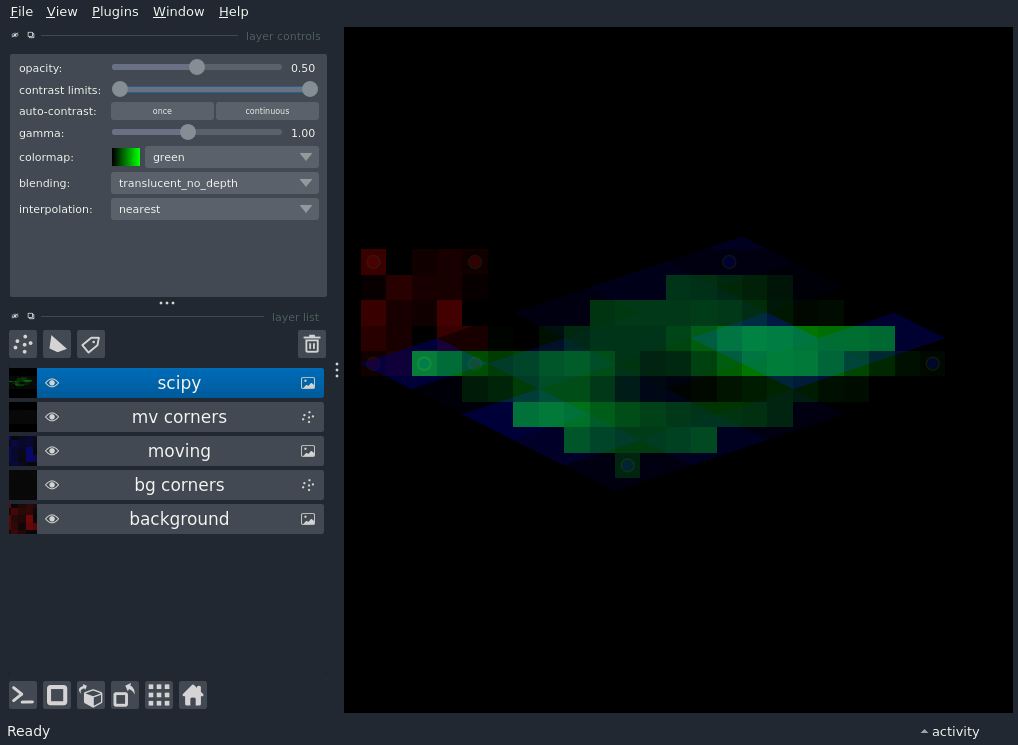 File View Plugins Window Help
layer controls
opacity: 0.50
contrast limits:
auto-contrast: once continuous
gamma: 1.00
colormap: green
blending: translucent_no_depth
interpolation: nearest
layer list
scipy
mv corners
moving
bg corners
background
Ready activity